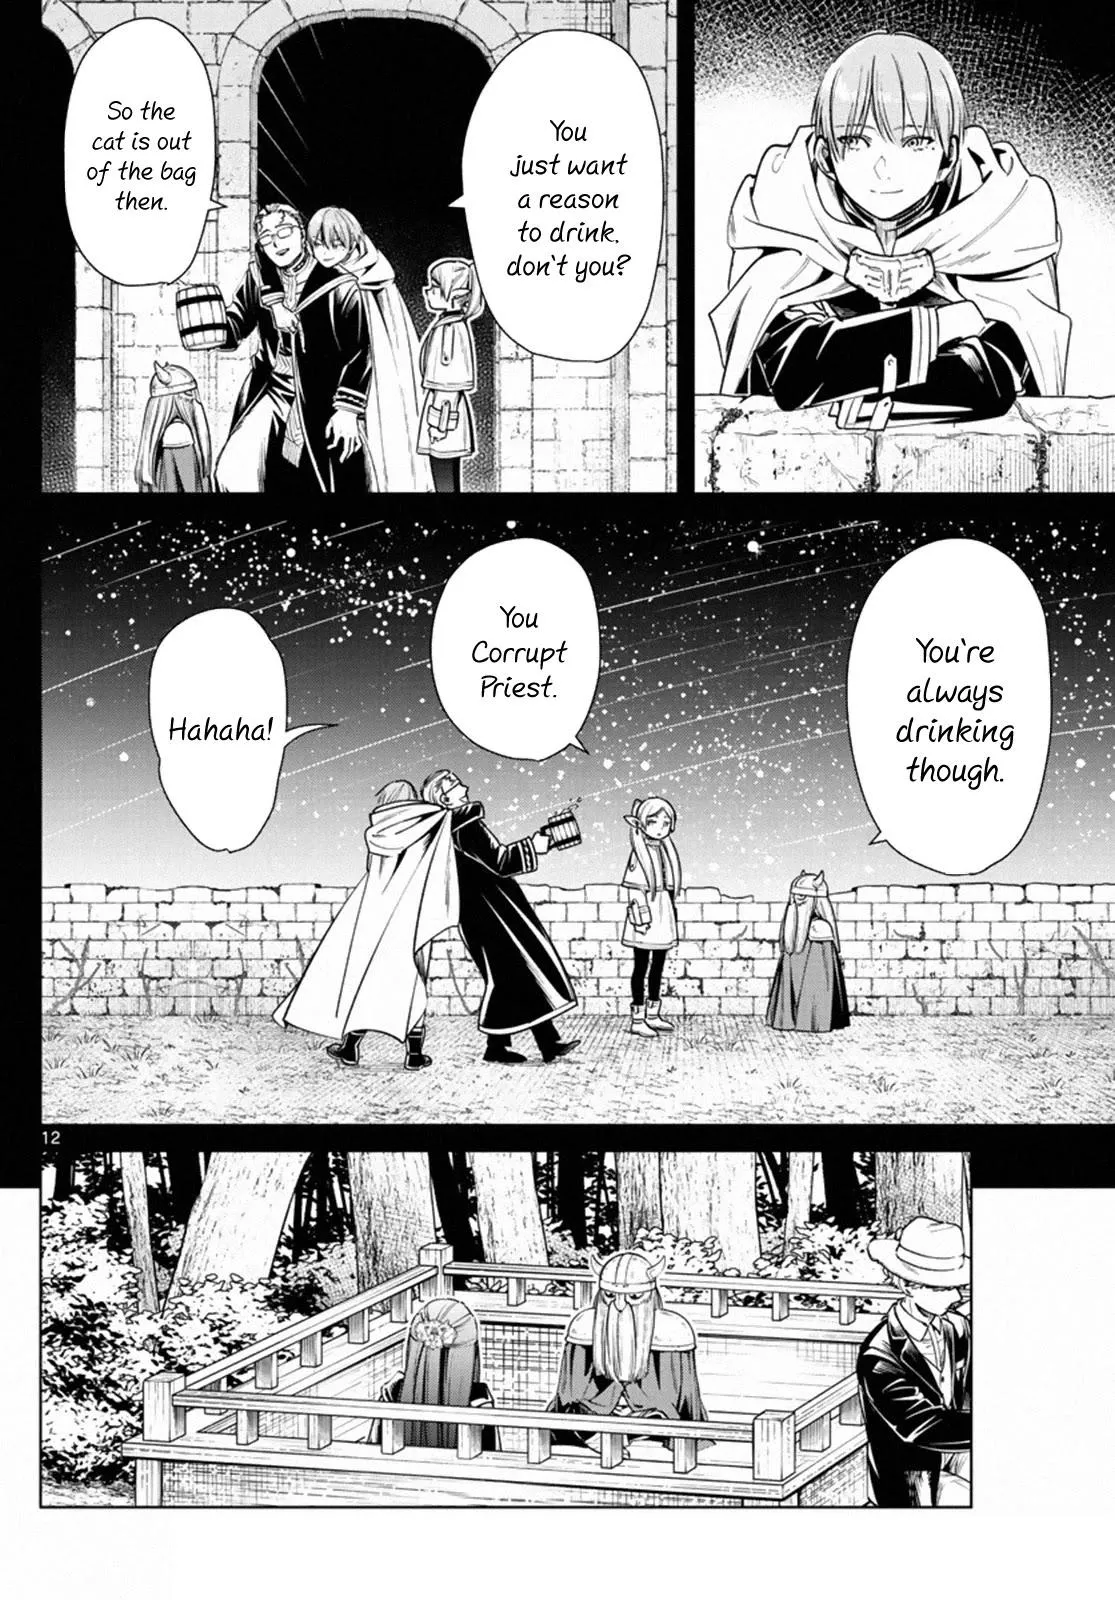 You
just want
a reason
to drink,
don't you?
So the
cat is out
of the bag
then.
You're
always
drinking
though.
You
Corrupt
Priest.
Hahaha!
12